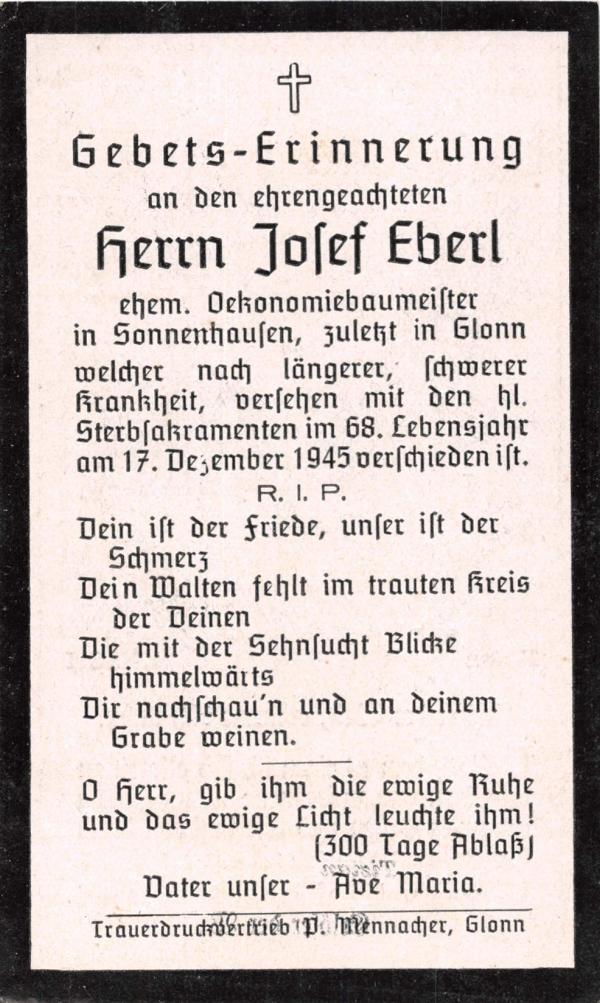 Gebets-Erinnerung
an den ehrengeachteten
Herrn Josef Eberl
ehem. Oekonomiebaumeister
in Sonnenhausen, zuletzt in Glonn
welcher nach längerer, schwerer
Krankheit, versehen mit den hl.
Sterbsakramenten im 68. Lebensjahr
am 17. Dezember 1945 verschieden ist.
R. I. P.
Dein ist der Friede, unser ist der
Schmerz
Dein Walten fehlt im trauten Kreis
der Deinen
Die mit der Sehnsucht Blicke
himmelwärts
Dir nachschau'n und an deinem
Grabe weinen.
O Herr, gib ihm die ewige Ruhe
und das ewige Licht leuchte ihm!
(300 Tage Ablaß)
Vater unser - Ave Maria.
Trauerdruckvertrieb P. Mennacher, Glonn